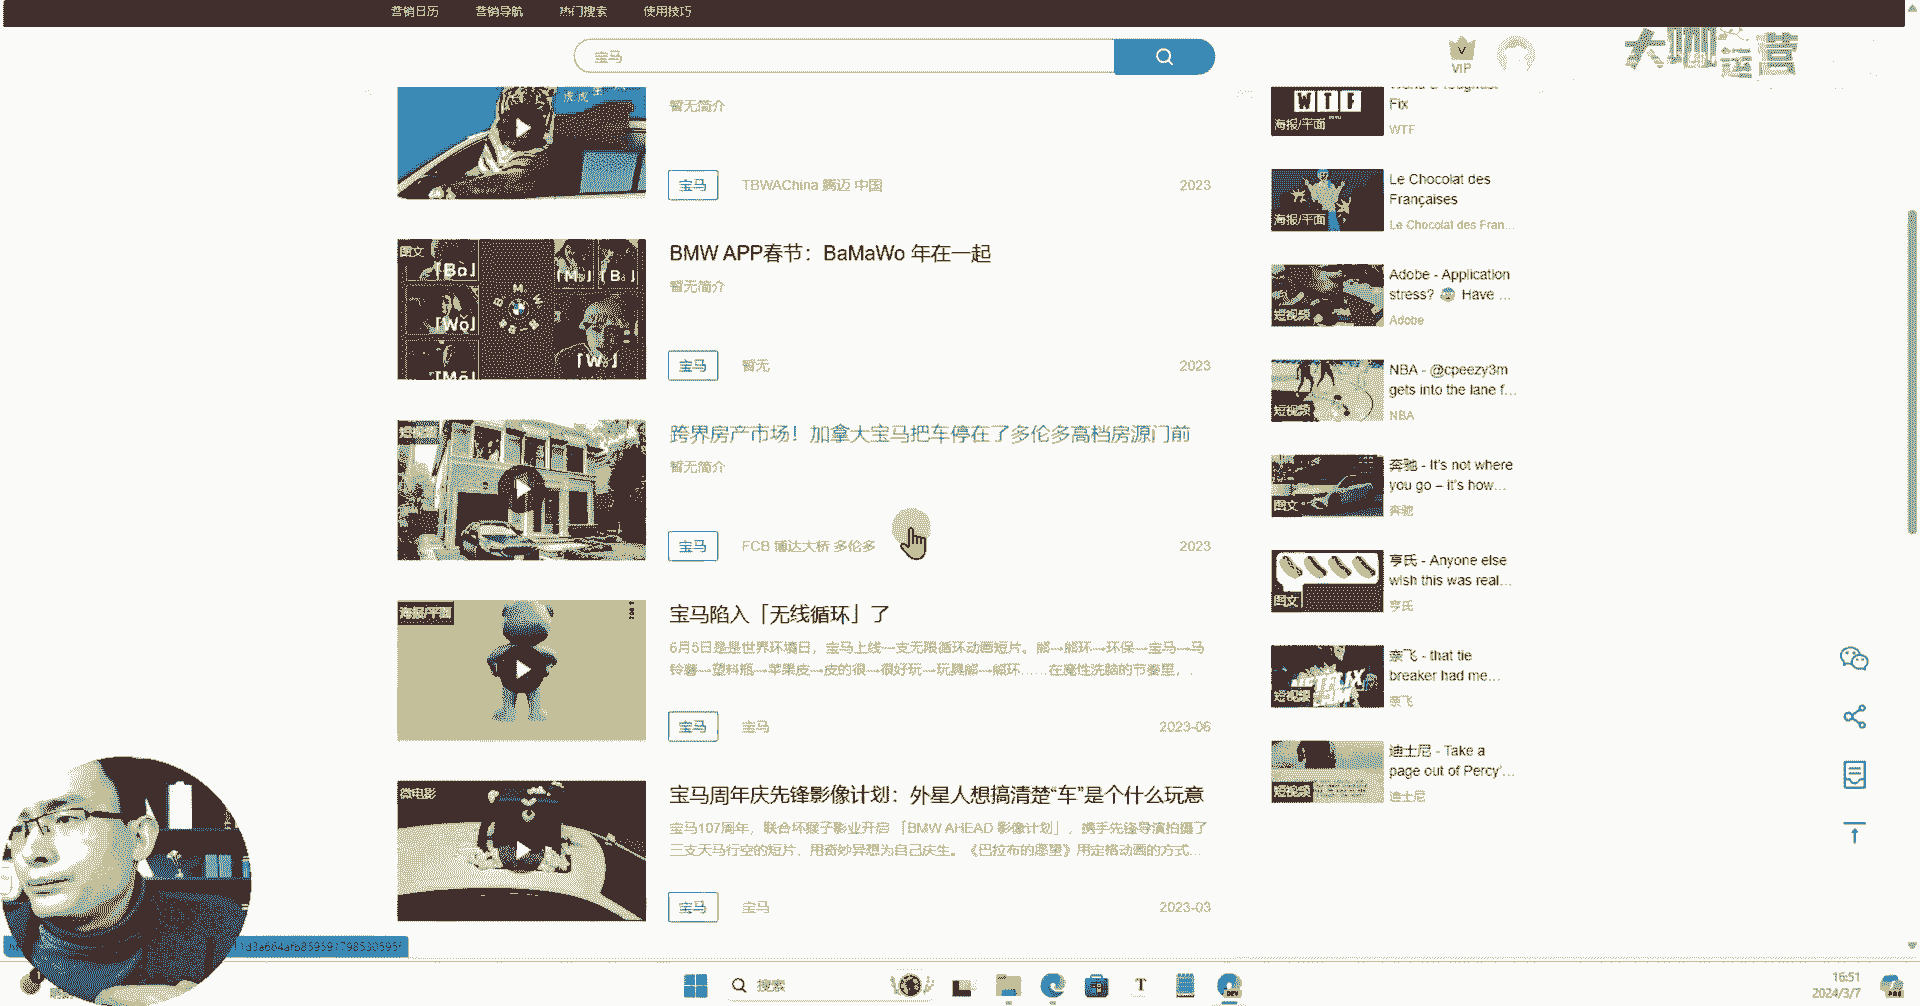 营销日历 营销导航 热门搜索 使用技巧
宝马
VIP
大咖运营
暂无简介
宝马 TBWAChina 腾迈 中国 2023
图文
「Bā」
「Wǒ」
BMW APP春节：BaMaWo 年在一起
暂无简介
宝马 暂无 2023
跨界房产市场！加拿大宝马把车停在了多伦多高档房源门前
暂无简介
宝马 FCB 博达大桥 多伦多 2023
海报/平面
宝马陷入「无线循环」了
6月5日是是世界环境日，宝马上线一支无限循环动画短片。熊—熊环—环保—宝马—马
铃薯—塑料瓶—苹果皮—皮的很—很好玩—玩具熊—熊环……在魔性洗脑的节奏里，
宝马 宝马 2023-06
微电影
宝马周年庆先锋影像计划：外星人想搞清楚“车”是个什么玩意
宝马107周年，联合坏猴子影业开启「BMW AHEAD 影像计划」，携手先锋导演拍摄了
三支天马行空的短片，用奇妙异想为自己庆生。《巴拉布的愿望》用定格动画的方式...
宝马 宝马 2023-03
WTF
海报/平面
Fix
WTF
海报/平面
Le Chocolat des
Françaises
Le Chocolat des Fran...
短视频
Adobe - Application
stress? Have ...
Adobe
短视频
NBA - @cpeezy3m
gets into the lane f...
NBA
图文
奔驰 - It's not where
you go – it's how...
奔驰
图文
亨氏 - Anyone else
wish this was real...
亨氏
短视频
奈飞 - that tie
breaker had me...
奈飞
短视频
迪士尼 - Take a
page out of Percy'...
迪士尼
搜索
16:51
2024/3/7